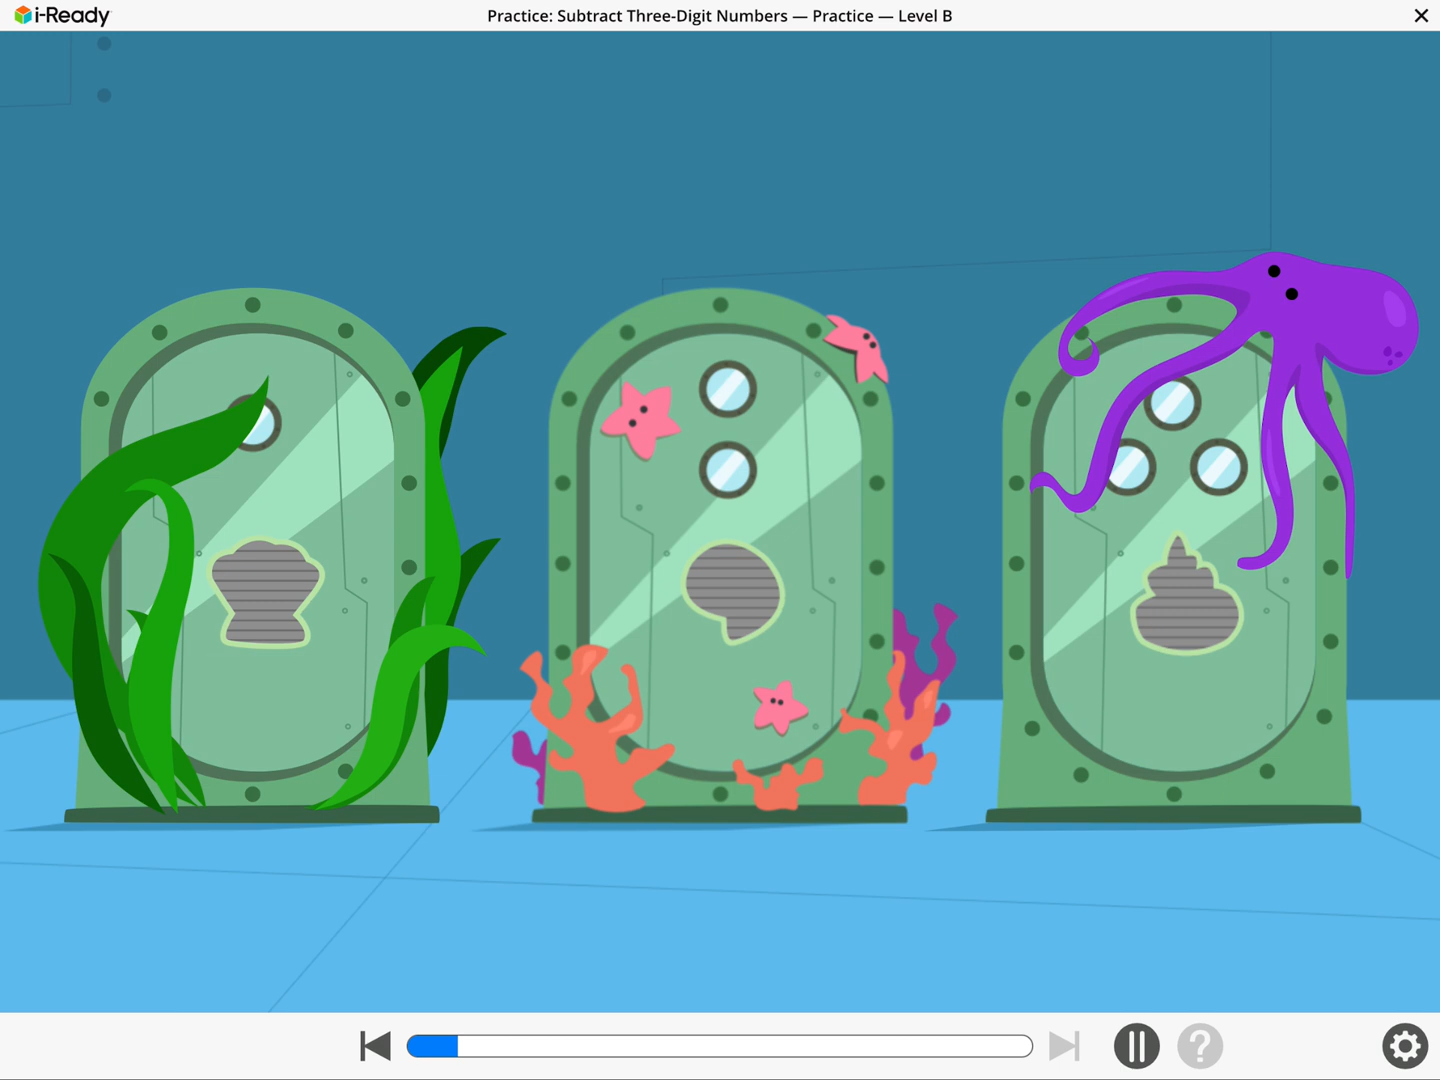 i-Ready
Practice: Subtract Three-Digit Numbers — Practice — Level B
?